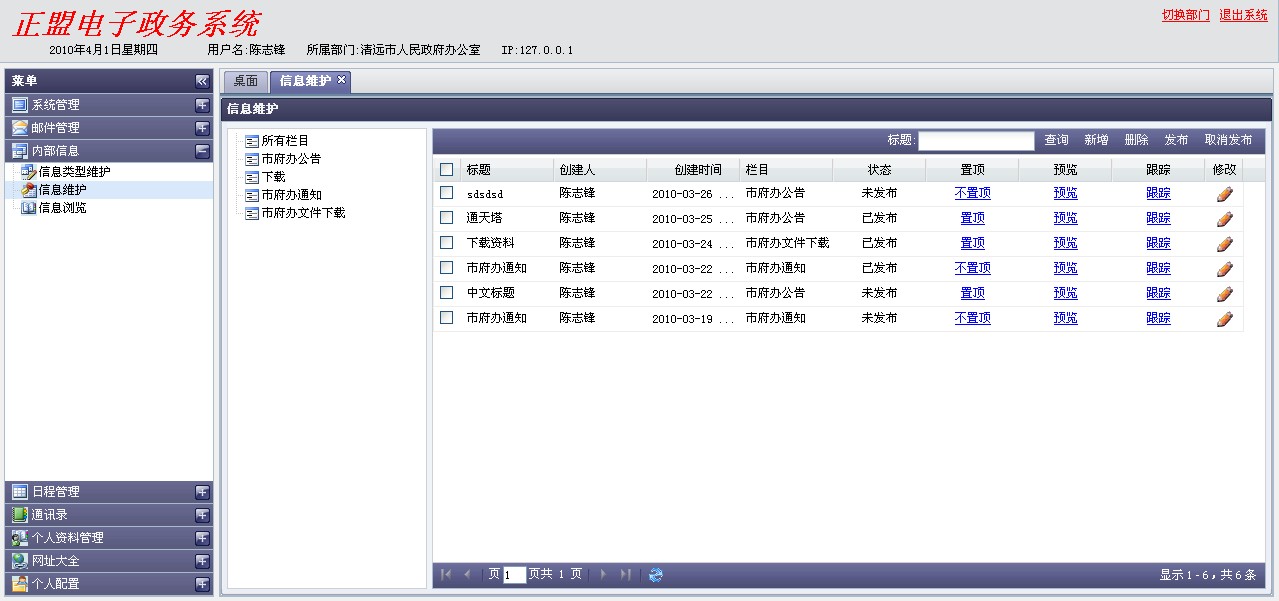 正盟电子政务系统
切换部门 退出系统
2010年4月1日星期四 用户名:陈志锋 所属部门:清远市人民政府办公室 IP:127.0.0.1
菜单
系统管理
邮件管理
内部信息
信息类型维护
信息维护
信息浏览
日程管理
通讯录
个人资料管理
网址大全
个人配置
桌面 信息维护
信息维护
所有栏目
市府办公告
下载
市府办通知
市府办文件下载
标题: 查询 新增 删除 发布 取消发布
标题 创建人 创建时间 栏目 状态 置顶 预览 跟踪 修改
sdsdsd 陈志锋 2010-03-26 ... 市府办公告 未发布 不置顶 预览 跟踪
通天塔 陈志锋 2010-03-25 ... 市府办公告 已发布 置顶 预览 跟踪
下载资料 陈志锋 2010-03-24 ... 市府办文件下载 已发布 置顶 预览 跟踪
市府办通知 陈志锋 2010-03-22 ... 市府办通知 已发布 不置顶 预览 跟踪
中文标题 陈志锋 2010-03-22 ... 市府办公告 未发布 置顶 预览 跟踪
市府办通知 陈志锋 2010-03-19 ... 市府办通知 未发布 不置顶 预览 跟踪
页 1 页共 1 页 显示1-6，共6条